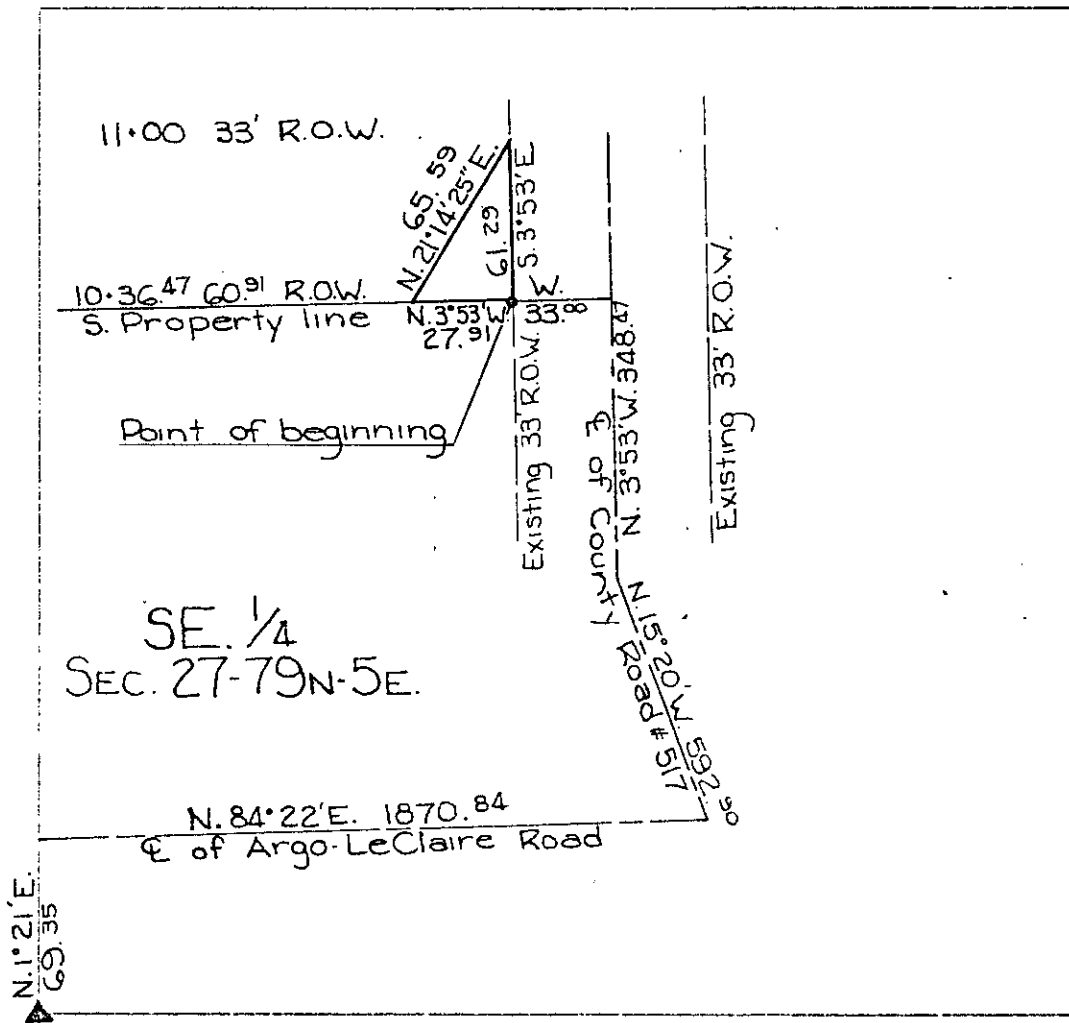 11+00 33' R.O.W.
65.59
N.21°14'25"E.
61.29
S.3°53'E
10+36.47 60.91 R.O.W.
S. Property line
N.3°53'W.
27.91
W.
33.00
Point of beginning
Existing 33' R.O.W.
N. 3°53'W. 348.47
℄ of County Road # 517
Existing 33' R.O.W.
N.15°20'W. 592.90
SE. 1/4
SEC. 27-79N-5E.
N.84°22'E. 1870.84
℄ of Argo-LeClaire Road
N.1°21'E.
69.35